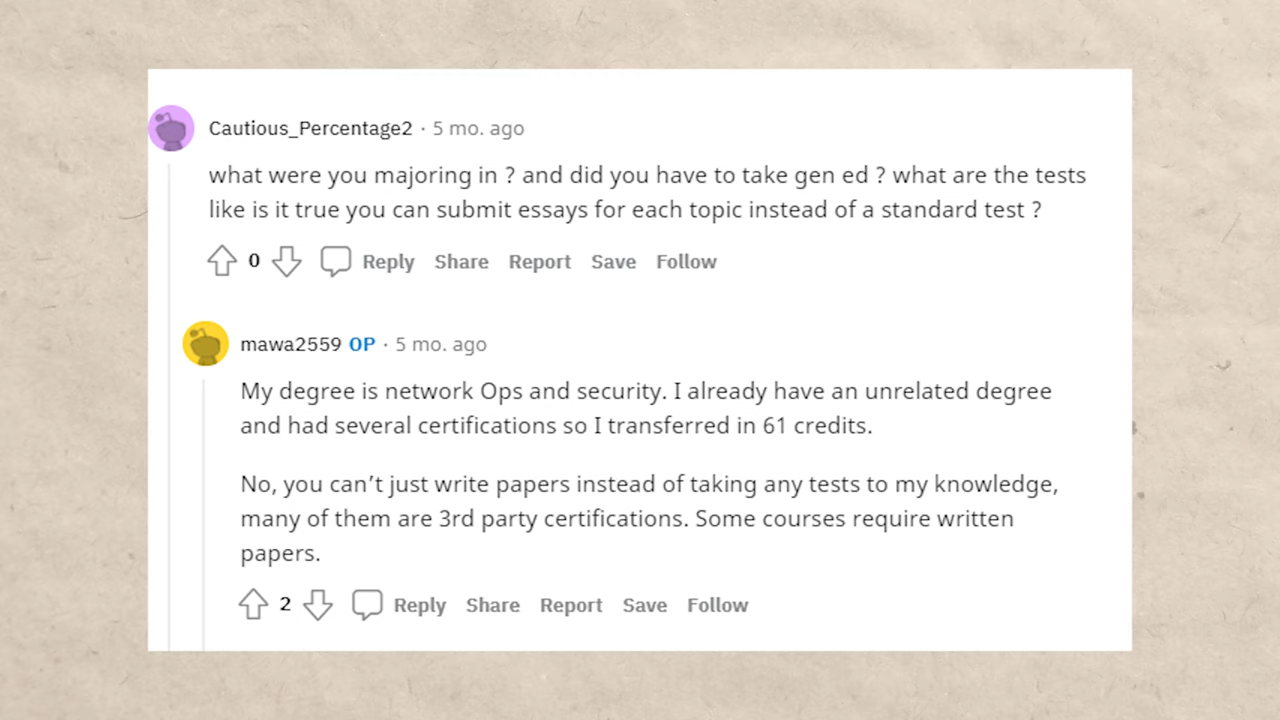 Cautious_Percentage2 · 5 mo. ago
what were you majoring in ? and did you have to take gen ed ? what are the tests
like is it true you can submit essays for each topic instead of a standard test ?
0 Reply Share Report Save Follow
mawa2559 OP · 5 mo. ago
My degree is network Ops and security. I already have an unrelated degree
and had several certifications so I transferred in 61 credits.
No, you can’t just write papers instead of taking any tests to my knowledge,
many of them are 3rd party certifications. Some courses require written
papers.
2 Reply Share Report Save Follow